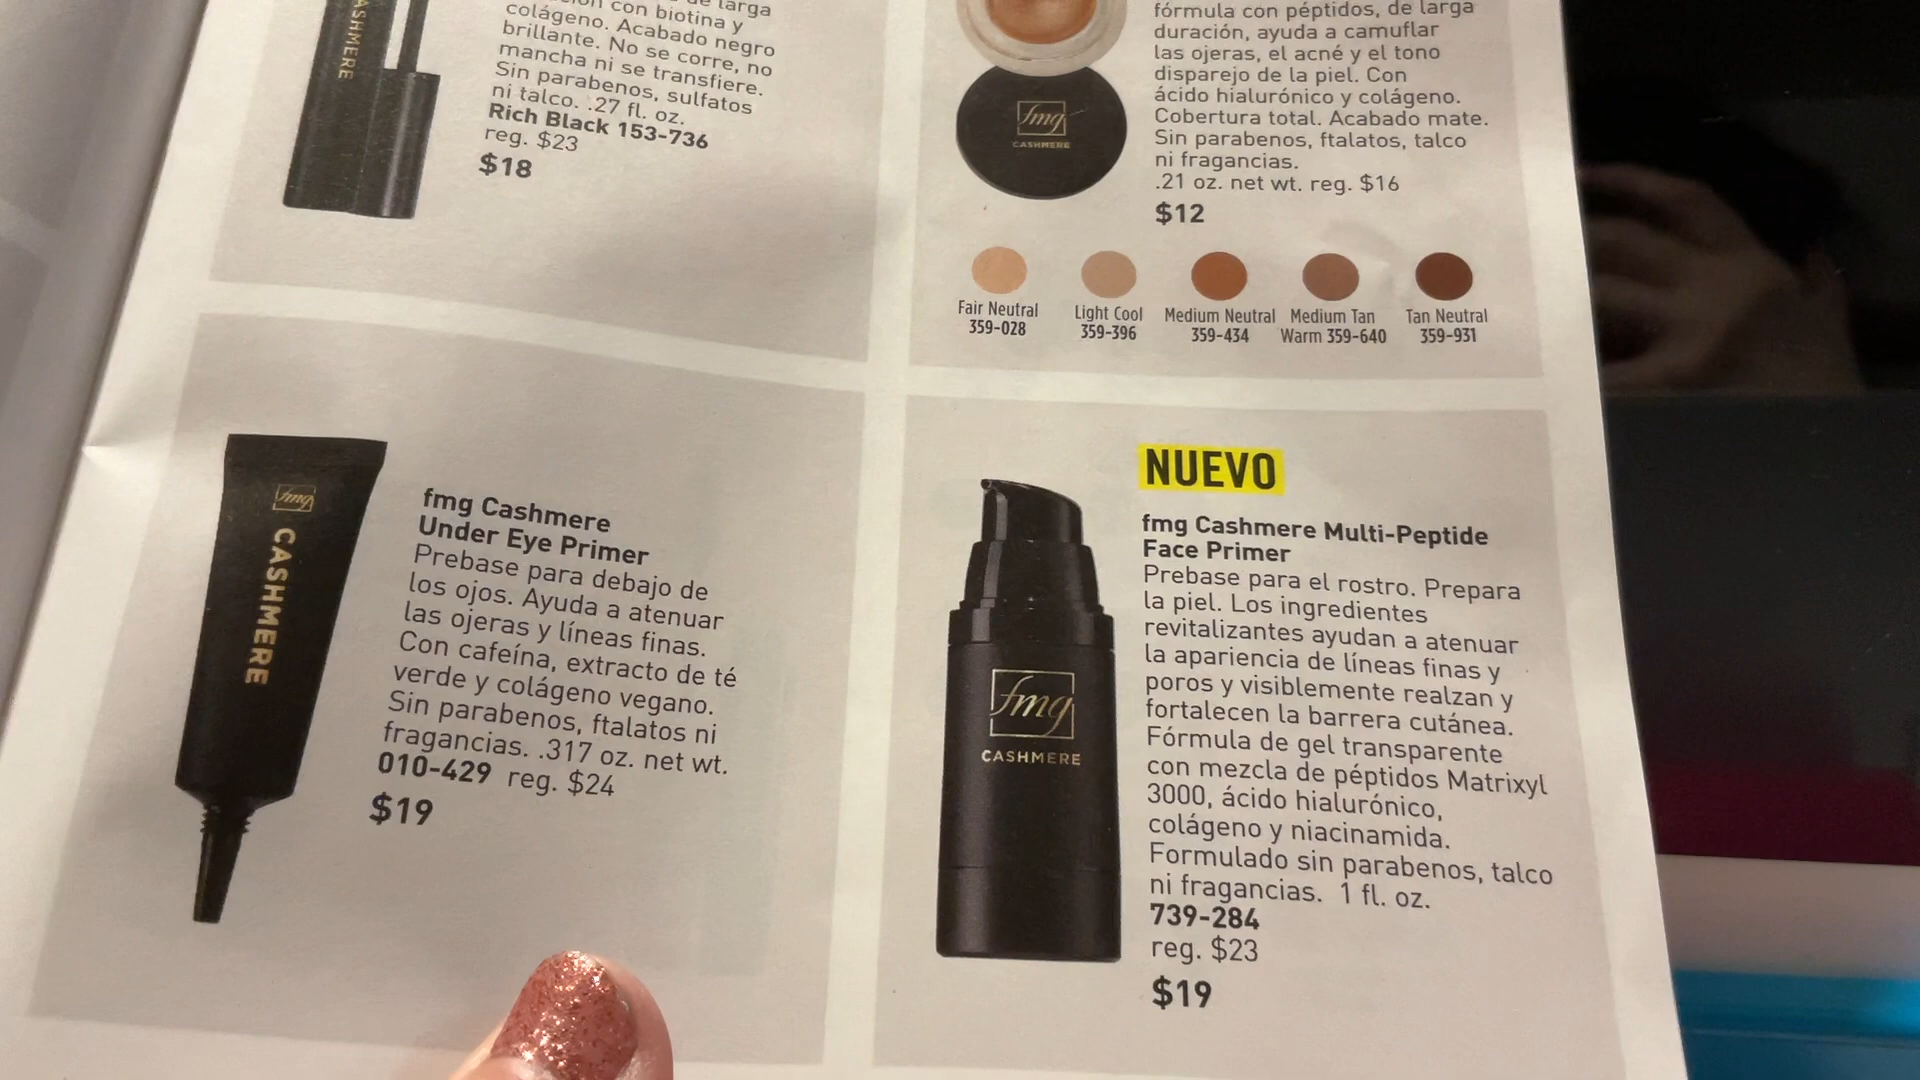 CASHMERE
de larga
con biotina y
colágeno. Acabado negro
brillante. No se corre, no
mancha ni se transfiere.
Sin parabenos, sulfatos
ni talco. .27 fl. oz.
Rich Black 153-736
reg. $23
$18
fmg
CASHMERE
fórmula con péptidos, de larga
duración, ayuda a camuflar
las ojeras, el acné y el tono
disparejo de la piel. Con
ácido hialurónico y colágeno.
Cobertura total. Acabado mate.
Sin parabenos, ftalatos, talco
ni fragancias.
.21 oz. net wt. reg. $16
$12
Fair Neutral
359-028
Light Cool
359-396
Medium Neutral
359-434
Medium Tan
Warm 359-640
Tan Neutral
359-931
fmg
CASHMERE
fmg Cashmere
Under Eye Primer
Prebase para debajo de
los ojos. Ayuda a atenuar
las ojeras y líneas finas.
Con cafeína, extracto de té
verde y colágeno vegano.
Sin parabenos, ftalatos ni
fragancias. .317 oz. net wt.
010-429 reg. $24
$19
fmg
CASHMERE
NUEVO
fmg Cashmere Multi-Peptide
Face Primer
Prebase para el rostro. Prepara
la piel. Los ingredientes
revitalizantes ayudan a atenuar
la apariencia de líneas finas y
poros y visiblemente realzan y
fortalecen la barrera cutánea.
Fórmula de gel transparente
con mezcla de péptidos Matrixyl
3000, ácido hialurónico,
colágeno y niacinamida.
Formulado sin parabenos, talco
ni fragancias. 1 fl. oz.
739-284
reg. $23
$19